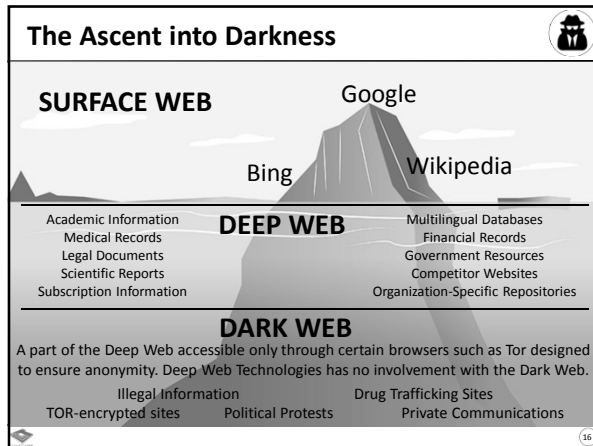 The Ascent into Darkness
SURFACE WEB
Google
Bing
Wikipedia
DEEP WEB
Academic Information
Medical Records
Legal Documents
Scientific Reports
Subscription Information
Multilingual Databases
Financial Records
Government Resources
Competitor Websites
Organization-Specific Repositories
DARK WEB
A part of the Deep Web accessible only through certain browsers such as Tor designed
to ensure anonymity. Deep Web Technologies has no involvement with the Dark Web.
Illegal Information
Drug Trafficking Sites
TOR-encrypted sites
Political Protests
Private Communications
16